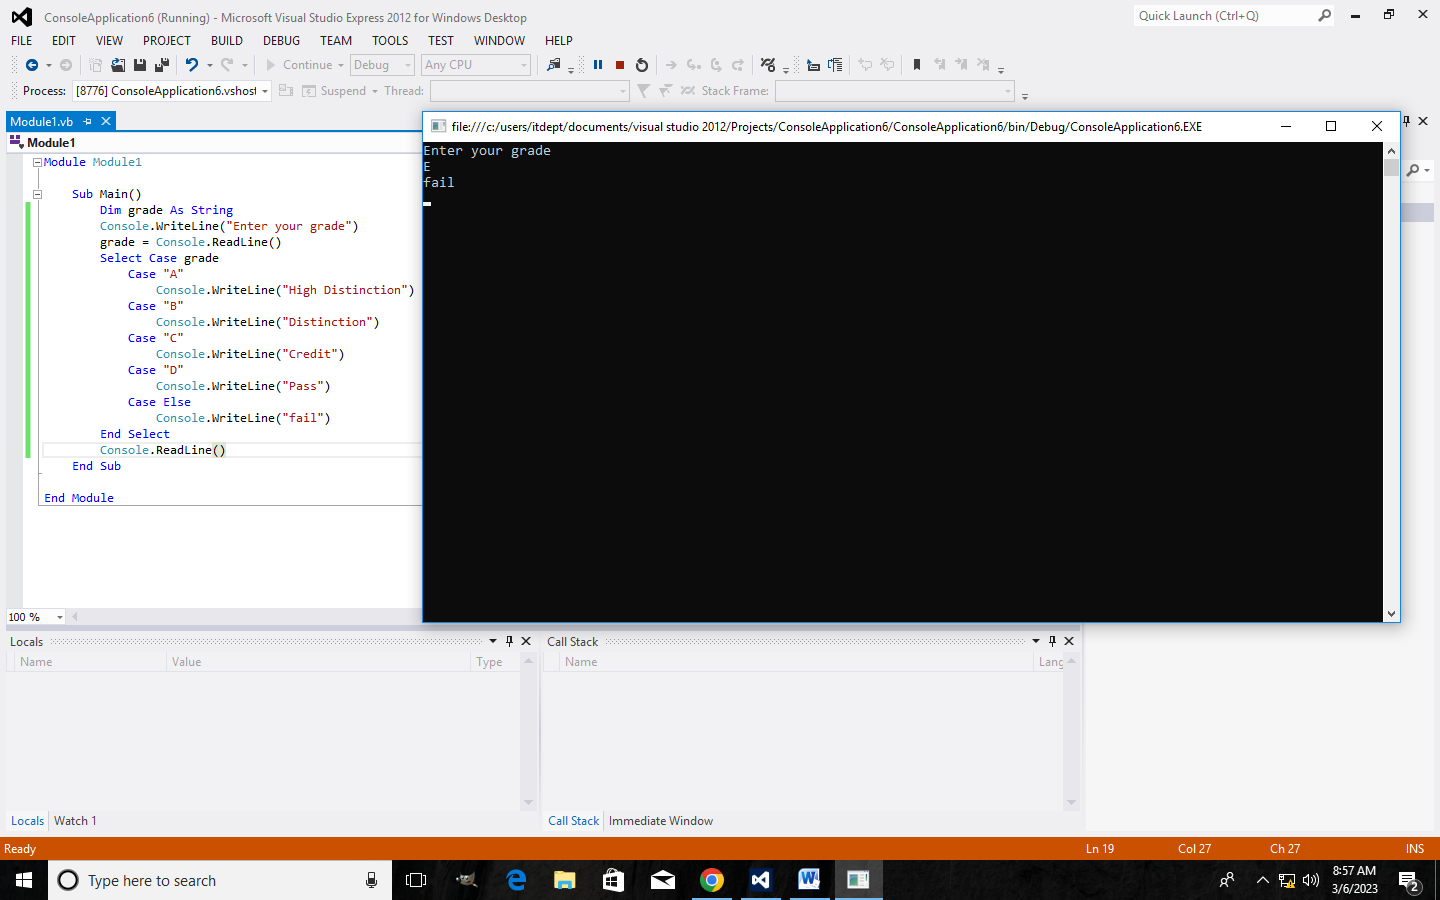 ConsoleApplication6 (Running) - Microsoft Visual Studio Express 2012 for Windows Desktop
Quick Launch (Ctrl+Q)
FILE EDIT VIEW PROJECT BUILD DEBUG TEAM TOOLS TEST WINDOW HELP
Continue Debug Any CPU
Process: [8776] ConsoleApplication6.vshost Suspend Thread: Stack Frame:
Module1.vb
Module1
Module Module1
Sub Main()
Dim grade As String
Console.WriteLine("Enter your grade")
grade = Console.ReadLine()
Select Case grade
Case "A"
Console.WriteLine("High Distinction")
Case "B"
Console.WriteLine("Distinction")
Case "C"
Console.WriteLine("Credit")
Case "D"
Console.WriteLine("Pass")
Case Else
Console.WriteLine("fail")
End Select
Console.ReadLine()
End Sub
End Module
100 %
file:///c:/users/itdept/documents/visual studio 2012/Projects/ConsoleApplication6/ConsoleApplication6/bin/Debug/ConsoleApplication6.EXE
Enter your grade
E
fail
Locals
Name Value Type
Locals Watch 1
Call Stack
Name Lang
Call Stack Immediate Window
Ready Ln 19 Col 27 Ch 27 INS
Type here to search
8:57 AM
3/6/2023
2